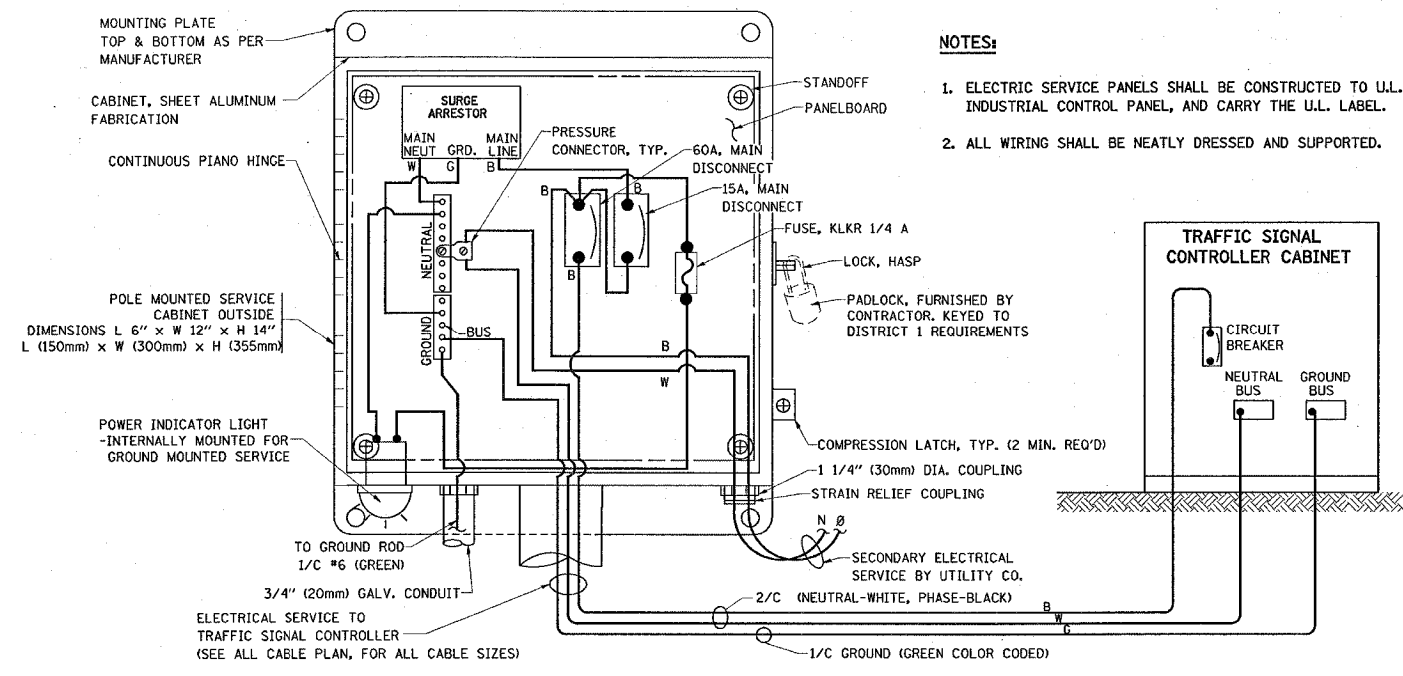 MOUNTING PLATE
TOP & BOTTOM AS PER
MANUFACTURER
CABINET, SHEET ALUMINUM
FABRICATION
CONTINUOUS PIANO HINGE
POLE MOUNTED SERVICE
CABINET OUTSIDE
DIMENSIONS L 6" x W 12" x H 14"
L (150mm) x W (300mm) x H (355mm)
POWER INDICATOR LIGHT
-INTERNALLY MOUNTED FOR
GROUND MOUNTED SERVICE
SURGE
ARRESTOR
MAIN
NEUT
GRD.
MAIN
LINE
W
G
B
NEUTRAL
GROUND
BUS
PRESSURE
CONNECTOR, TYP.
STANDOFF
PANELBOARD
60A, MAIN
DISCONNECT
15A, MAIN
DISCONNECT
B
B
B
FUSE, KLKR 1/4 A
LOCK, HASP
PADLOCK, FURNISHED BY
CONTRACTOR. KEYED TO
DISTRICT 1 REQUIREMENTS
B
W
COMPRESSION LATCH, TYP. (2 MIN. REQ'D)
1 1/4" (30mm) DIA. COUPLING
STRAIN RELIEF COUPLING
N Ø
SECONDARY ELECTRICAL
SERVICE BY UTILITY CO.
TO GROUND ROD
1/C #6 (GREEN)
3/4" (20mm) GALV. CONDUIT
ELECTRICAL SERVICE TO
TRAFFIC SIGNAL CONTROLLER
(SEE ALL CABLE PLAN, FOR ALL CABLE SIZES)
2/C (NEUTRAL-WHITE, PHASE-BLACK)
1/C GROUND (GREEN COLOR CODED)
B
W
G
NOTES:
1. ELECTRIC SERVICE PANELS SHALL BE CONSTRUCTED TO U.L.
INDUSTRIAL CONTROL PANEL, AND CARRY THE U.L. LABEL.
2. ALL WIRING SHALL BE NEATLY DRESSED AND SUPPORTED.
TRAFFIC SIGNAL
CONTROLLER CABINET
CIRCUIT
BREAKER
NEUTRAL
BUS
GROUND
BUS